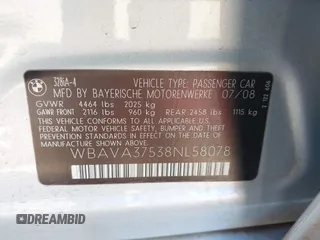 328iA-4 VEHICLE TYPE: PASSENGER CAR
MFD BY BAYERISCHE MOTORENWERKE 07/08
GVWR 4464 lbs 2025 kg
GAWR FRONT 2116 lbs 960 kg REAR 2458 lbs 1115 kg
THIS VEHICLE CONFORMS TO ALL APPLICABLE FEDERAL
MOTOR VEHICLE SAFETY, BUMPER AND THEFT
PREVENTION STANDARDS IN EFFECT ON THE DATE
OF MANUFACTURE SHOWN ABOVE.
WBAVA37538NL58078
DREAMBID